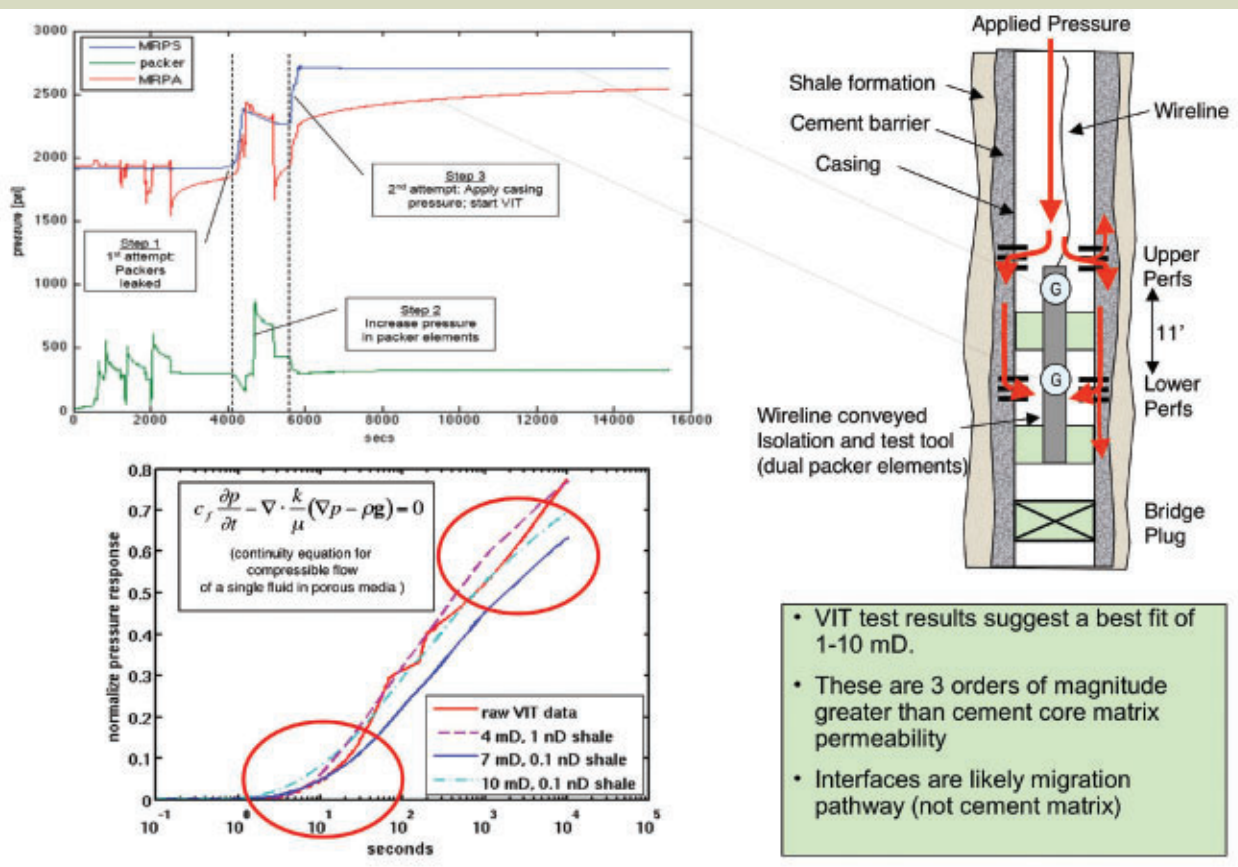 3000
2500
2000
1500
1000
500
0
pressure [psi]
MRPS
packer
MRPA
Step 1
1st attempt:
Packers
leaked
Step 2
Increase pressure
in packer elements
Step 3
2nd attempt: Apply casing
pressure; start VIT
0 2000 4000 6000 8000 10000 12000 14000 16000
secs
Applied Pressure
Shale formation
Cement barrier
Casing
Wireline
Upper
Perfs
G
11'
G
Lower
Perfs
Wireline conveyed
Isolation and test tool
(dual packer elements)
Bridge
Plug
0.8
0.7
0.6
0.5
0.4
0.3
0.2
0.1
0
normalize pressure response
c_f ∂p/∂t − ∇ · k/μ (∇p − ρg) = 0
(continuity equation for
compressible flow
of a single fluid in porous media )
raw VIT data
4 mD, 1 nD shale
7 mD, 0.1 nD shale
10 mD, 0.1 nD shale
10^-1 10^0 10^1 10^2 10^3 10^4 10^5
seconds
• VIT test results suggest a best fit of
1-10 mD.
• These are 3 orders of magnitude
greater than cement core matrix
permeability
• Interfaces are likely migration
pathway (not cement matrix)